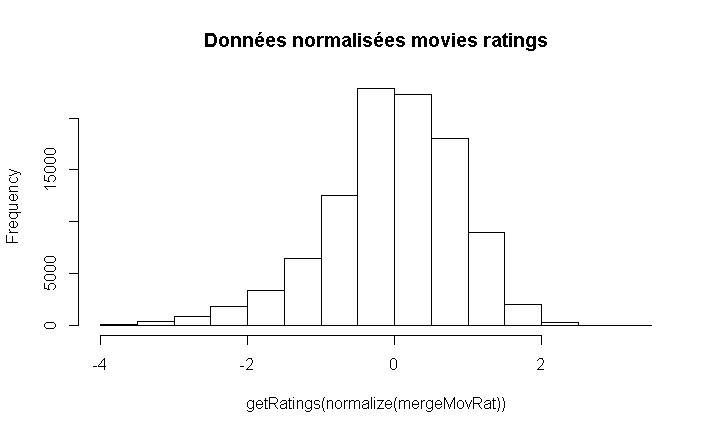 Données normalisées movies ratings
Frequency
15000
5000
0
-4 -2 0 2
getRatings(normalize(mergeMovRat))